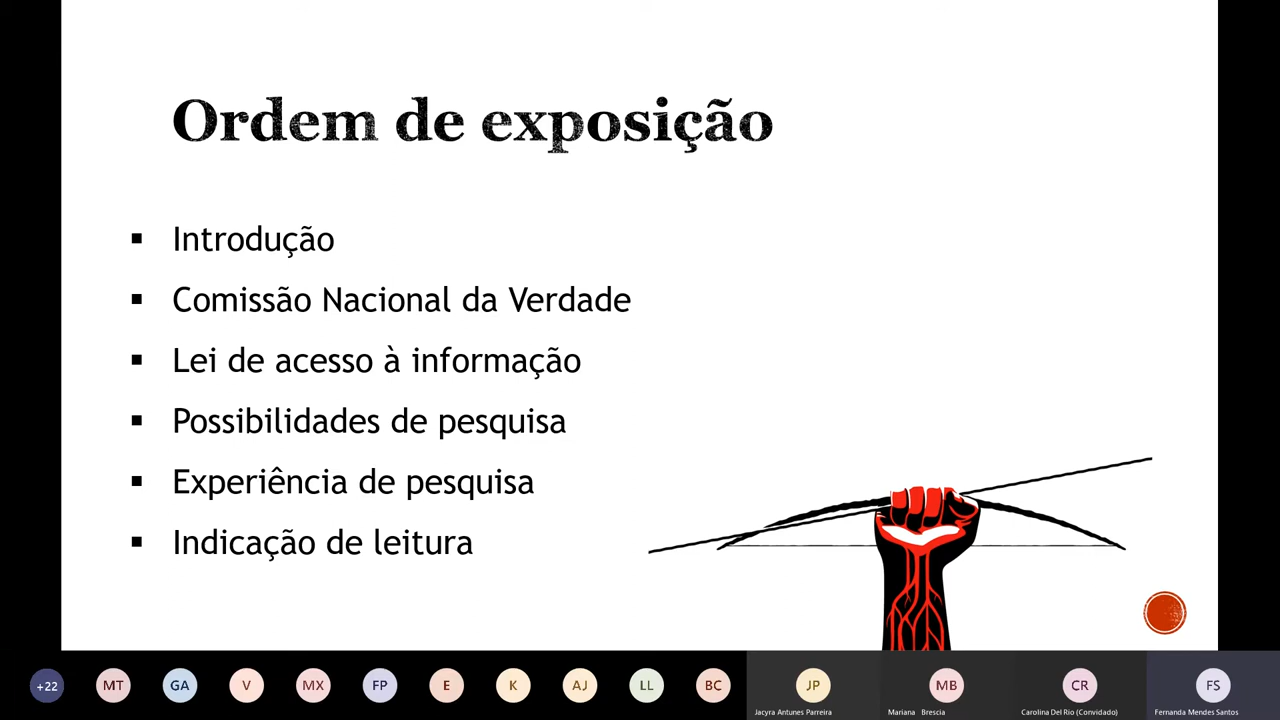 Ordem de exposição
Introdução
Comissão Nacional da Verdade
Lei de acesso à informação
Possibilidades de pesquisa
Experiência de pesquisa
Indicação de leitura
+22
MT
GA
V
MX
FP
E
K
AJ
LL
BC
JP
MB
CR
FS
Jacyra Antunes Parreira
Mariana Brescia
Carolina Del Rio (Convidado)
Fernanda Mendes Santos